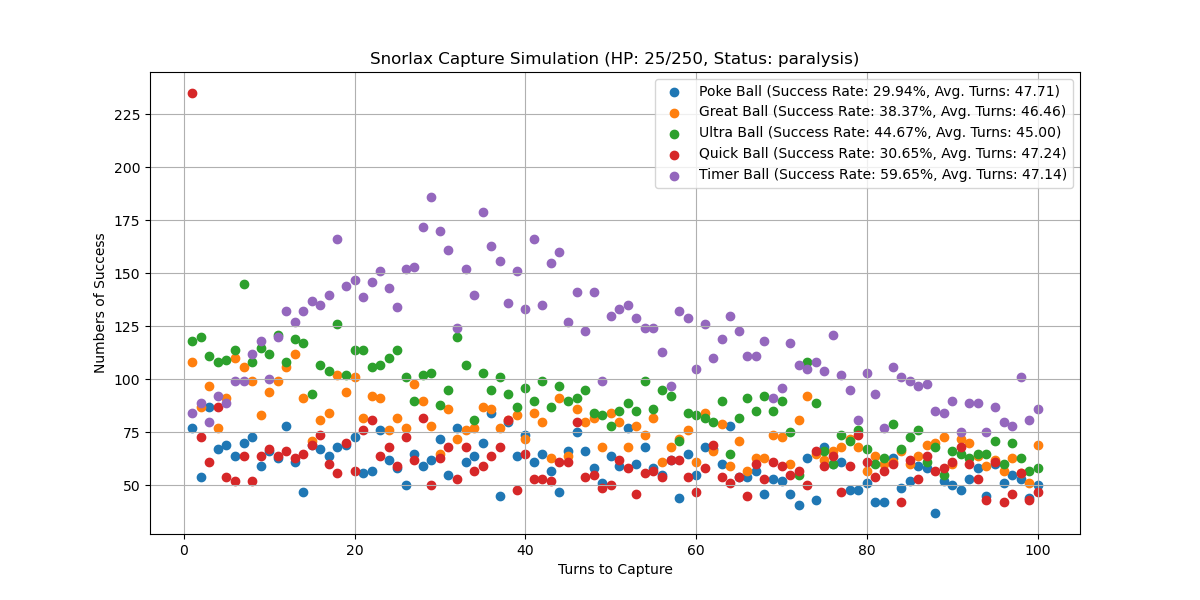 Snorlax Capture Simulation (HP: 25/250, Status: paralysis)
Poke Ball (Success Rate: 29.94%, Avg. Turns: 47.71)
Great Ball (Success Rate: 38.37%, Avg. Turns: 46.46)
Ultra Ball (Success Rate: 44.67%, Avg. Turns: 45.00)
Quick Ball (Success Rate: 30.65%, Avg. Turns: 47.24)
Timer Ball (Success Rate: 59.65%, Avg. Turns: 47.14)
Numbers of Success
225
200
175
150
125
100
75
50
0 20 40 60 80 100
Turns to Capture